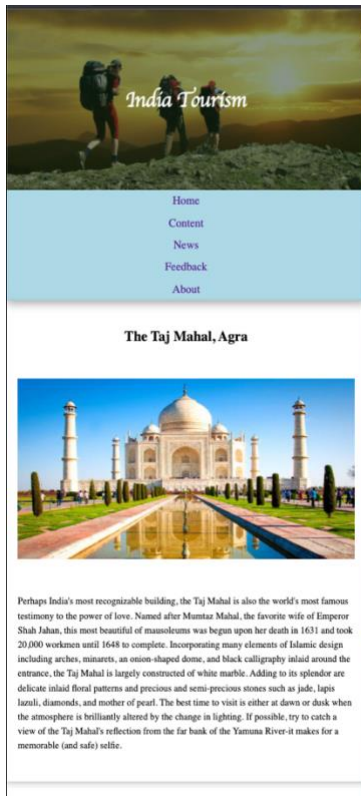 India Tourism
Home
Content
News
Feedback
About
The Taj Mahal, Agra
Perhaps India's most recognizable building, the Taj Mahal is also the world's most famous
testimony to the power of love. Named after Mumtaz Mahal, the favorite wife of Emperor
Shah Jahan, this most beautiful of mausoleums was begun upon her death in 1631 and took
20,000 workmen until 1648 to complete. Incorporating many elements of Islamic design
including arches, minarets, an onion-shaped dome, and black calligraphy inlaid around the
entrance, the Taj Mahal is largely constructed of white marble. Adding to its splendor are
delicate inlaid floral patterns and precious and semi-precious stones such as jade, lapis
lazuli, diamonds, and mother of pearl. The best time to visit is either at dawn or dusk when
the atmosphere is brilliantly altered by the change in lighting. If possible, try to catch a
view of the Taj Mahal's reflection from the far bank of the Yamuna River-it makes for a
memorable (and safe) selfie.